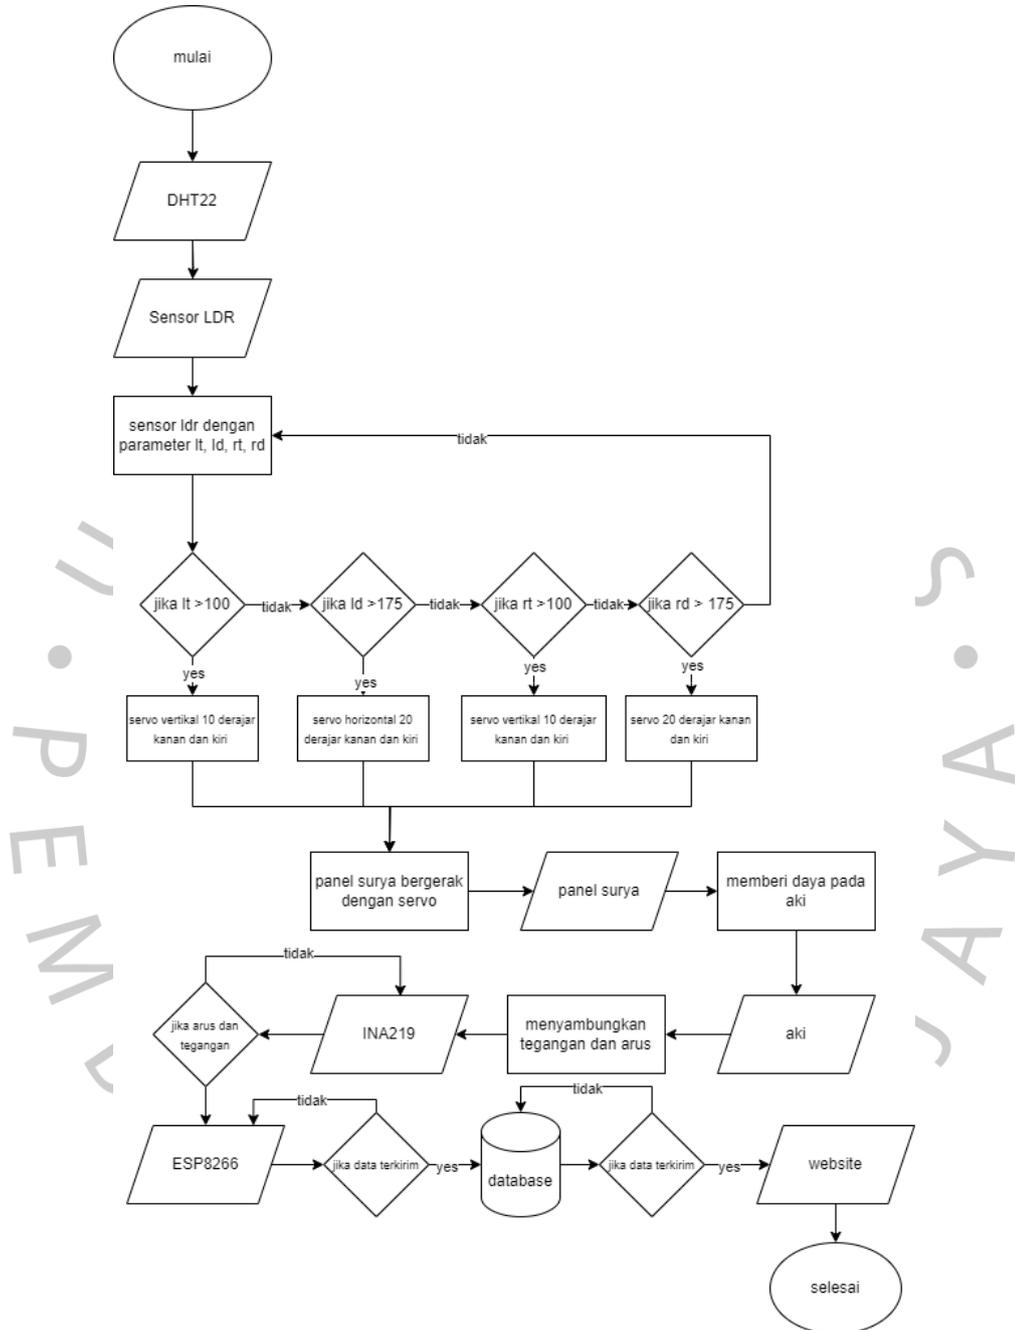 mulai
DHT22
Sensor LDR
sensor ldr dengan
parameter lt, ld, rt, rd
tidak
jika lt >100
tidak
jika ld >175
tidak
jika rt >100
tidak
jika rd > 175
yes
yes
yes
yes
servo vertikal 10 derajar
kanan dan kiri
servo horizontal 20
derajar kanan dan kiri
servo vertikal 10 derajar
kanan dan kiri
servo 20 derajar kanan
dan kiri
panel surya bergerak
dengan servo
panel surya
memberi daya pada
aki
tidak
jika arus dan
tegangan
INA219
menyambungkan
tegangan dan arus
aki
tidak
tidak
ESP8266
jika data terkirim
yes
database
jika data terkirim
yes
website
selesai
P E M
S
J A Y A